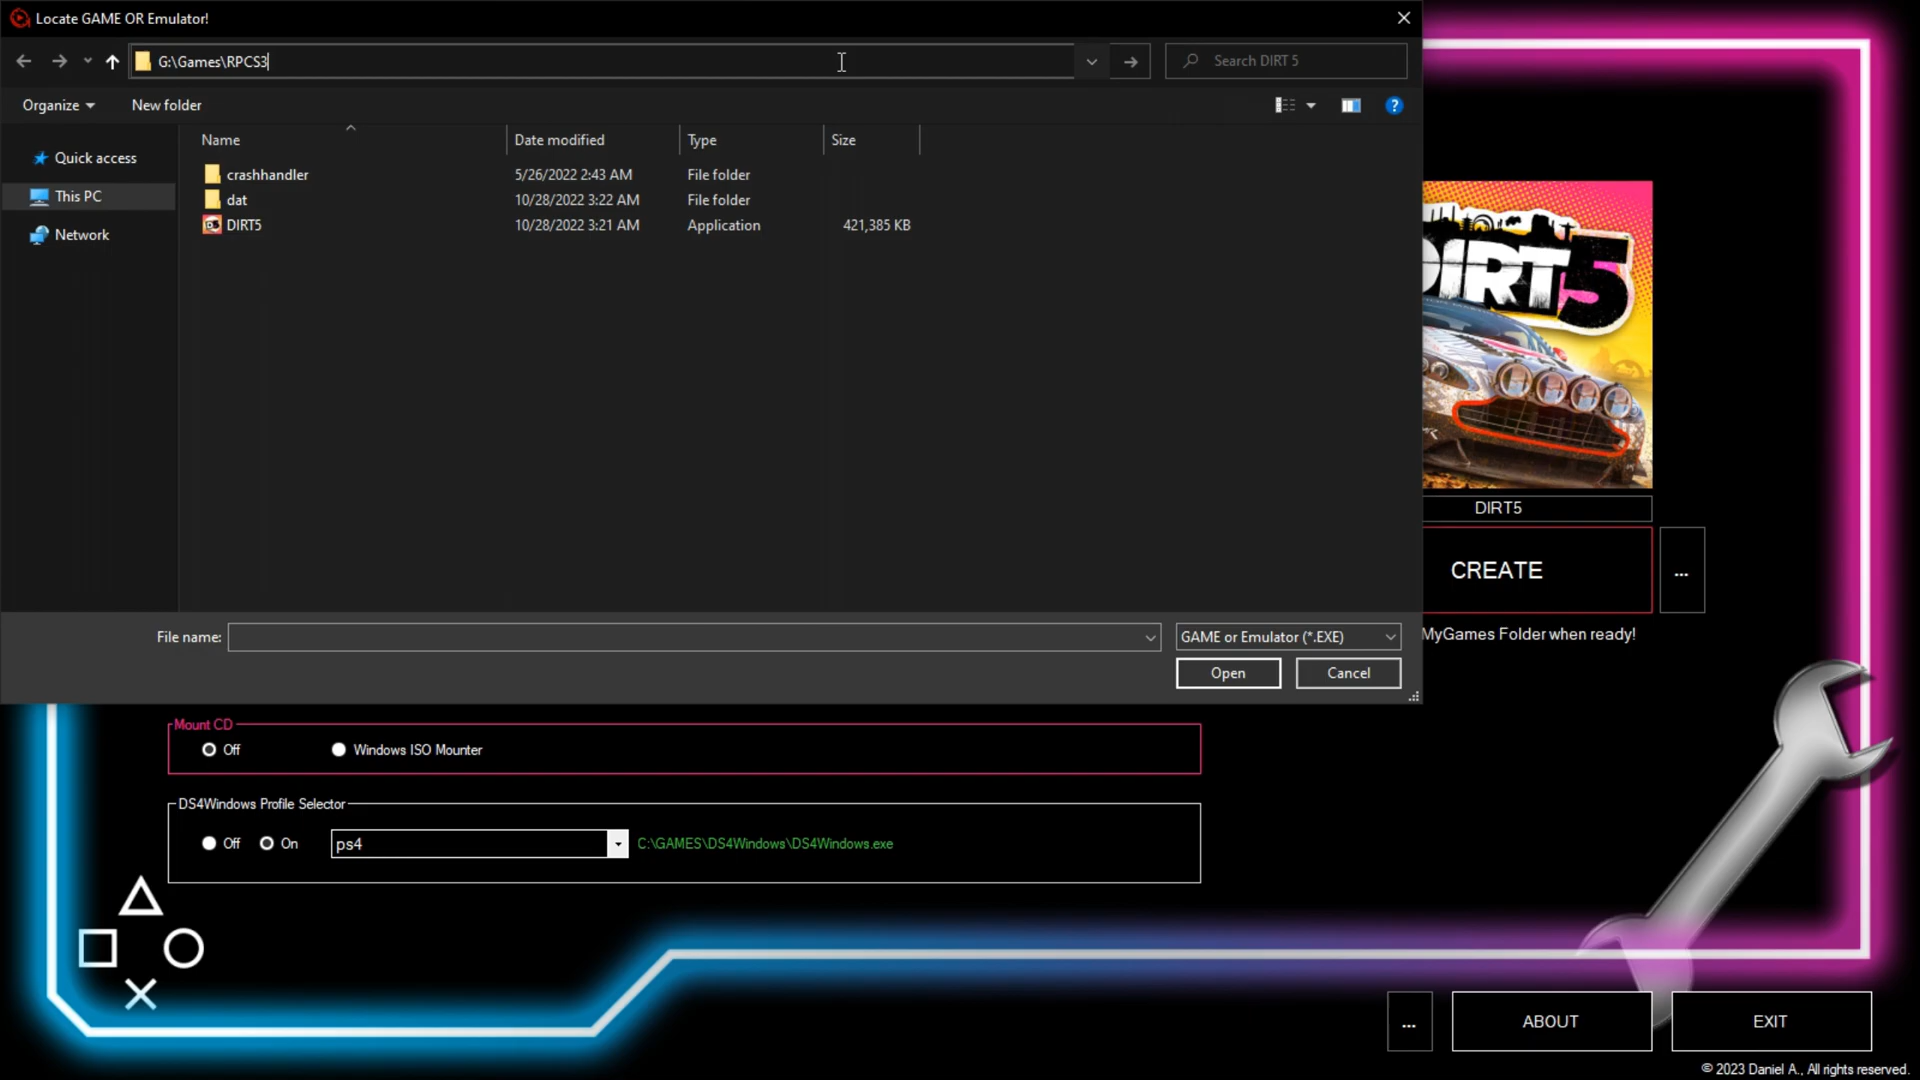 Locate GAME OR Emulator!
G:\Games\RPCS3
Search DIRT 5
Organize
New folder
?
Name
Date modified
Type
Size
Quick access
This PC
Network
crashhandler
5/26/2022 2:43 AM
File folder
dat
10/28/2022 3:22 AM
File folder
DIRT5
10/28/2022 3:21 AM
Application
421,385 KB
DIRT5
DIRT5
CREATE
...
File name:
GAME or Emulator (*.EXE)
MyGames Folder when ready!
Open
Cancel
Mount CD
Off
Windows ISO Mounter
DS4Windows Profile Selector
Off
On
ps4
C:\GAMES\DS4Windows\DS4Windows.exe
...
ABOUT
EXIT
© 2023 Daniel A., All rights reserved.